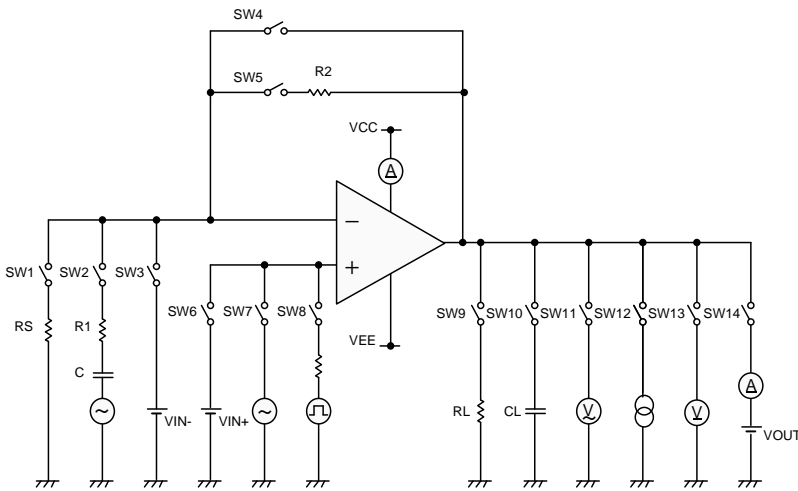 SW4
SW5
R2
VCC
A
−
+
SW1
SW2
SW3
SW6
SW7
SW8
VEE
SW9
SW10
SW11
SW12
SW13
SW14
RS
R1
C
VIN-
VIN+
RL
CL
V
V
A
VOUT